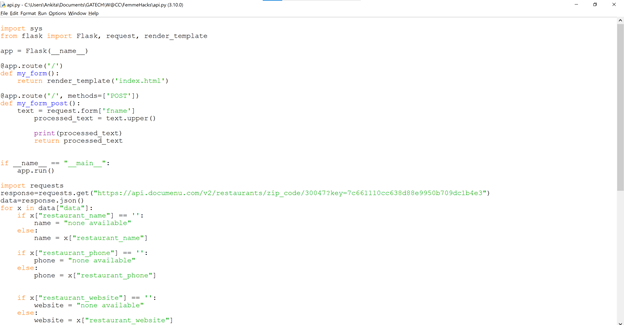 api.py - C:\Users\Ankita\Documents\GATECH\W@CC\FemmeHacks\api.py (3.10.0)
File Edit Format Run Options Window Help
import sys
from flask import Flask, request, render_template
app = Flask(__name__)
@app.route('/')
def my_form():
    return render_template('index.html')
@app.route('/', methods=['POST'])
def my_form_post():
    text = request.form['fname']
        processed_text = text.upper()
        print(processed_text)
        return processed_text
if __name__ == "__main__":
    app.run()
import requests
response=requests.get("https://api.documenu.com/v2/restaurants/zip_code/30047?key=7c661110cc638d88e9950b709dc1b4e3")
data=response.json()
for x in data["data"]:
    if x["restaurant_name"] == '':
        name = "none available"
    else:
        name = x["restaurant_name"]
    if x["restaurant_phone"] == '':
        phone = "none available"
    else:
        phone = x["restaurant_phone"]
    if x["restaurant_website"] == '':
        website = "none available"
    else:
        website = x["restaurant_website"]